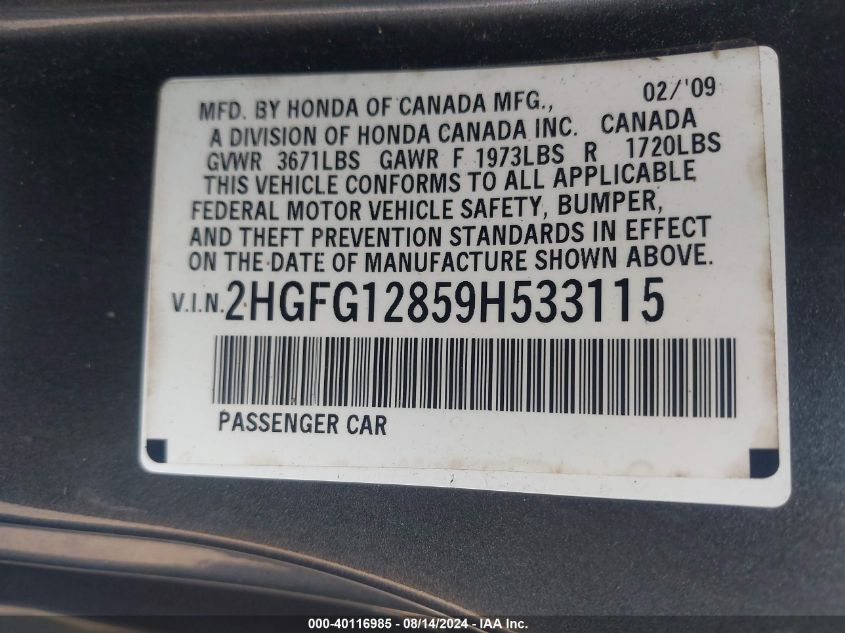 MFD. BY HONDA OF CANADA MFG., 02/'09
A DIVISION OF HONDA CANADA INC. CANADA
GVWR 3671LBS GAWR F 1973LBS R 1720LBS
THIS VEHICLE CONFORMS TO ALL APPLICABLE
FEDERAL MOTOR VEHICLE SAFETY, BUMPER,
AND THEFT PREVENTION STANDARDS IN EFFECT
ON THE DATE OF MANUFACTURE SHOWN ABOVE.
V.I.N. 2HGFG12859H533115
PASSENGER CAR
000-40116985 - 08/14/2024 - IAA Inc.